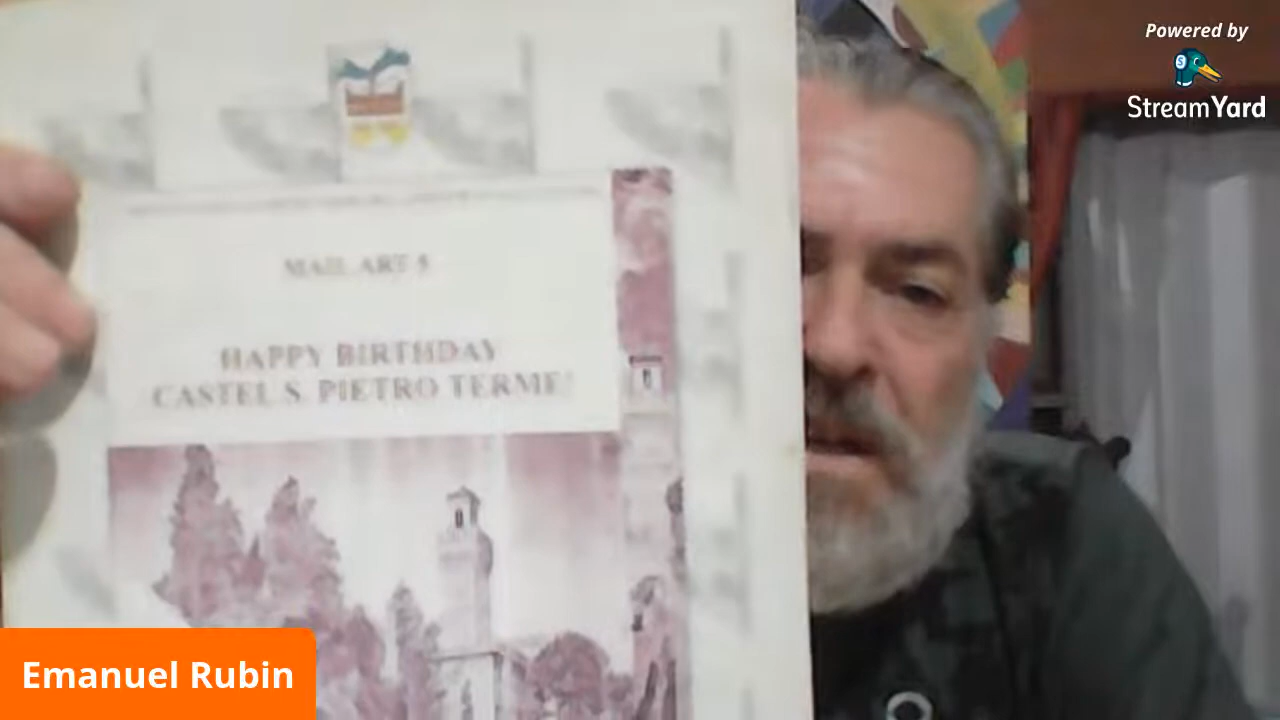 Powered by
StreamYard
MAIL ART 5
HAPPY BIRTHDAY
CASTEL S. PIETRO TERME!
Emanuel Rubin